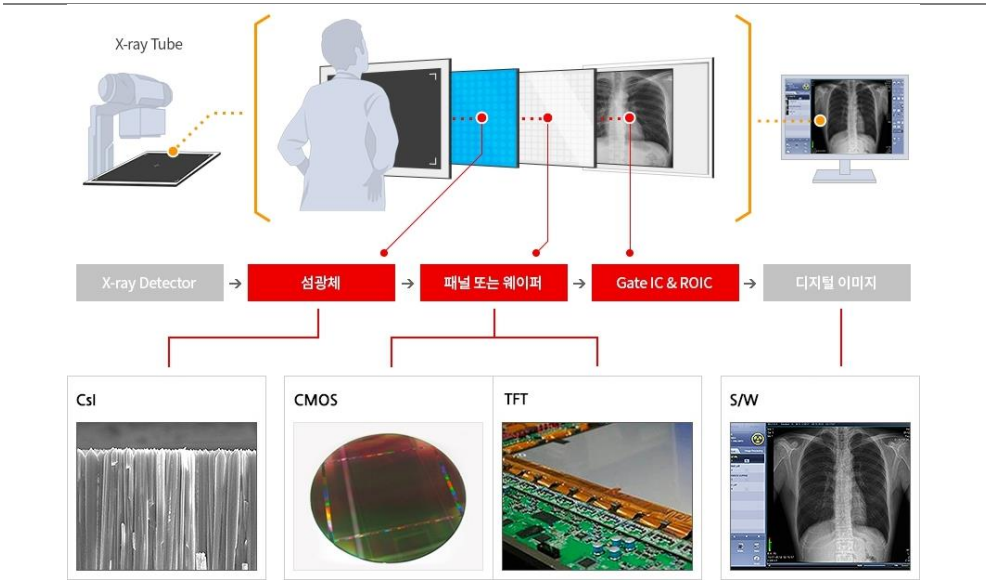 X-ray Tube
X-ray Detector
섬광체
패널 또는 웨이퍼
Gate IC & ROIC
디지털 이미지
CsI
CMOS
TFT
S/W